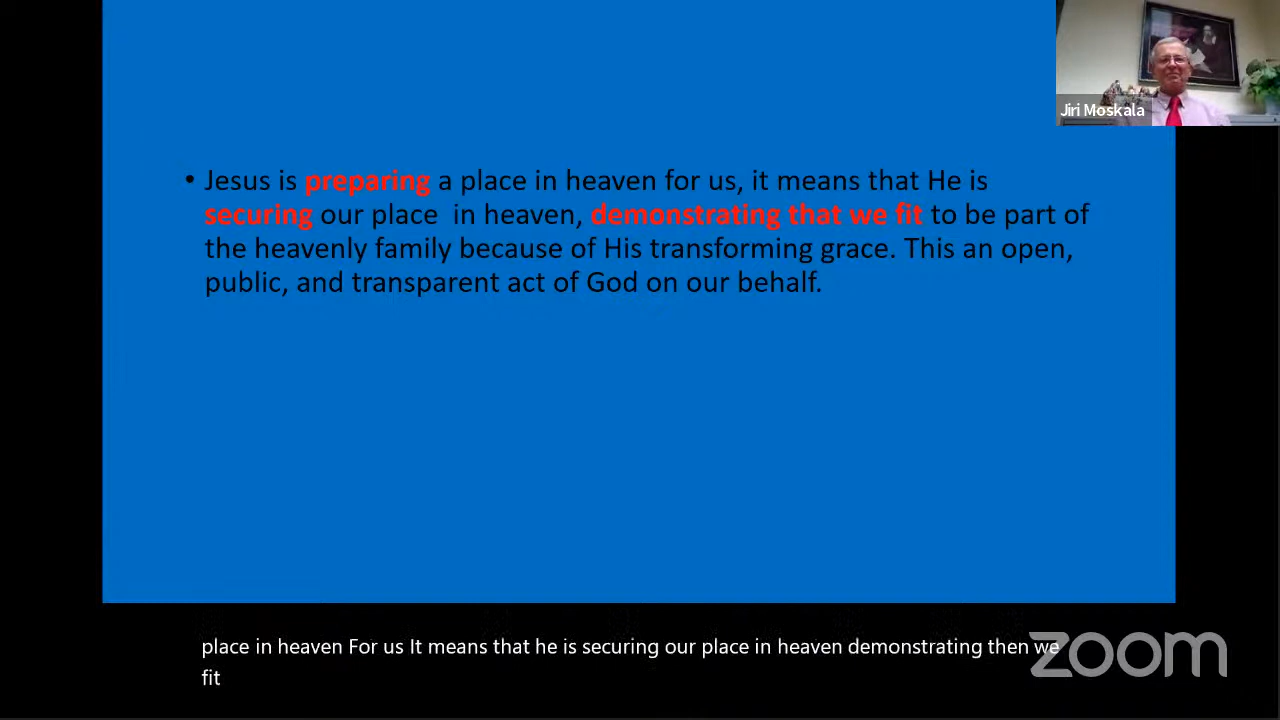 Jiri Moskala
• Jesus is preparing a place in heaven for us, it means that He is
securing our place  in heaven, demonstrating that we fit to be part of
the heavenly family because of His transforming grace. This an open,
public, and transparent act of God on our behalf.
place in heaven For us It means that he is securing our place in heaven demonstrating then we
fit
zoom